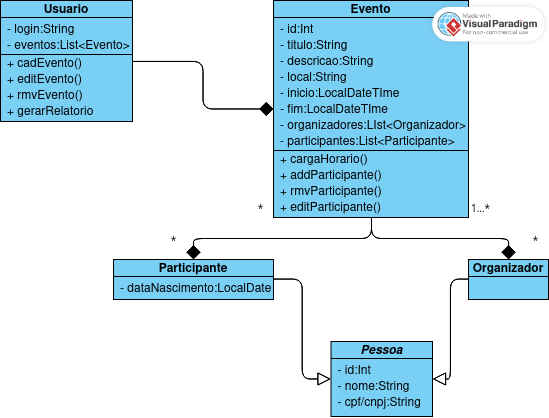 Usuario
- login:String
- eventos:List<Evento>
+ cadEvento()
+ editEvento()
+ rmvEvento()
+ gerarRelatorio
Evento
- id:Int
- titulo:String
- descricao:String
- local:String
- inicio:LocalDateTIme
- fim:LocalDateTIme
- organizadores:LIst<Organizador>
- participantes:List<Participante>
+ cargaHorario()
+ addParticipante()
+ rmvParticipante()
+ editParticipante()
Made with
Visual Paradigm
For non-commercial use
*
1...*
*
*
Participante
- dataNascimento:LocalDate
Organizador
Pessoa
- id:Int
- nome:String
- cpf/cnpj:String